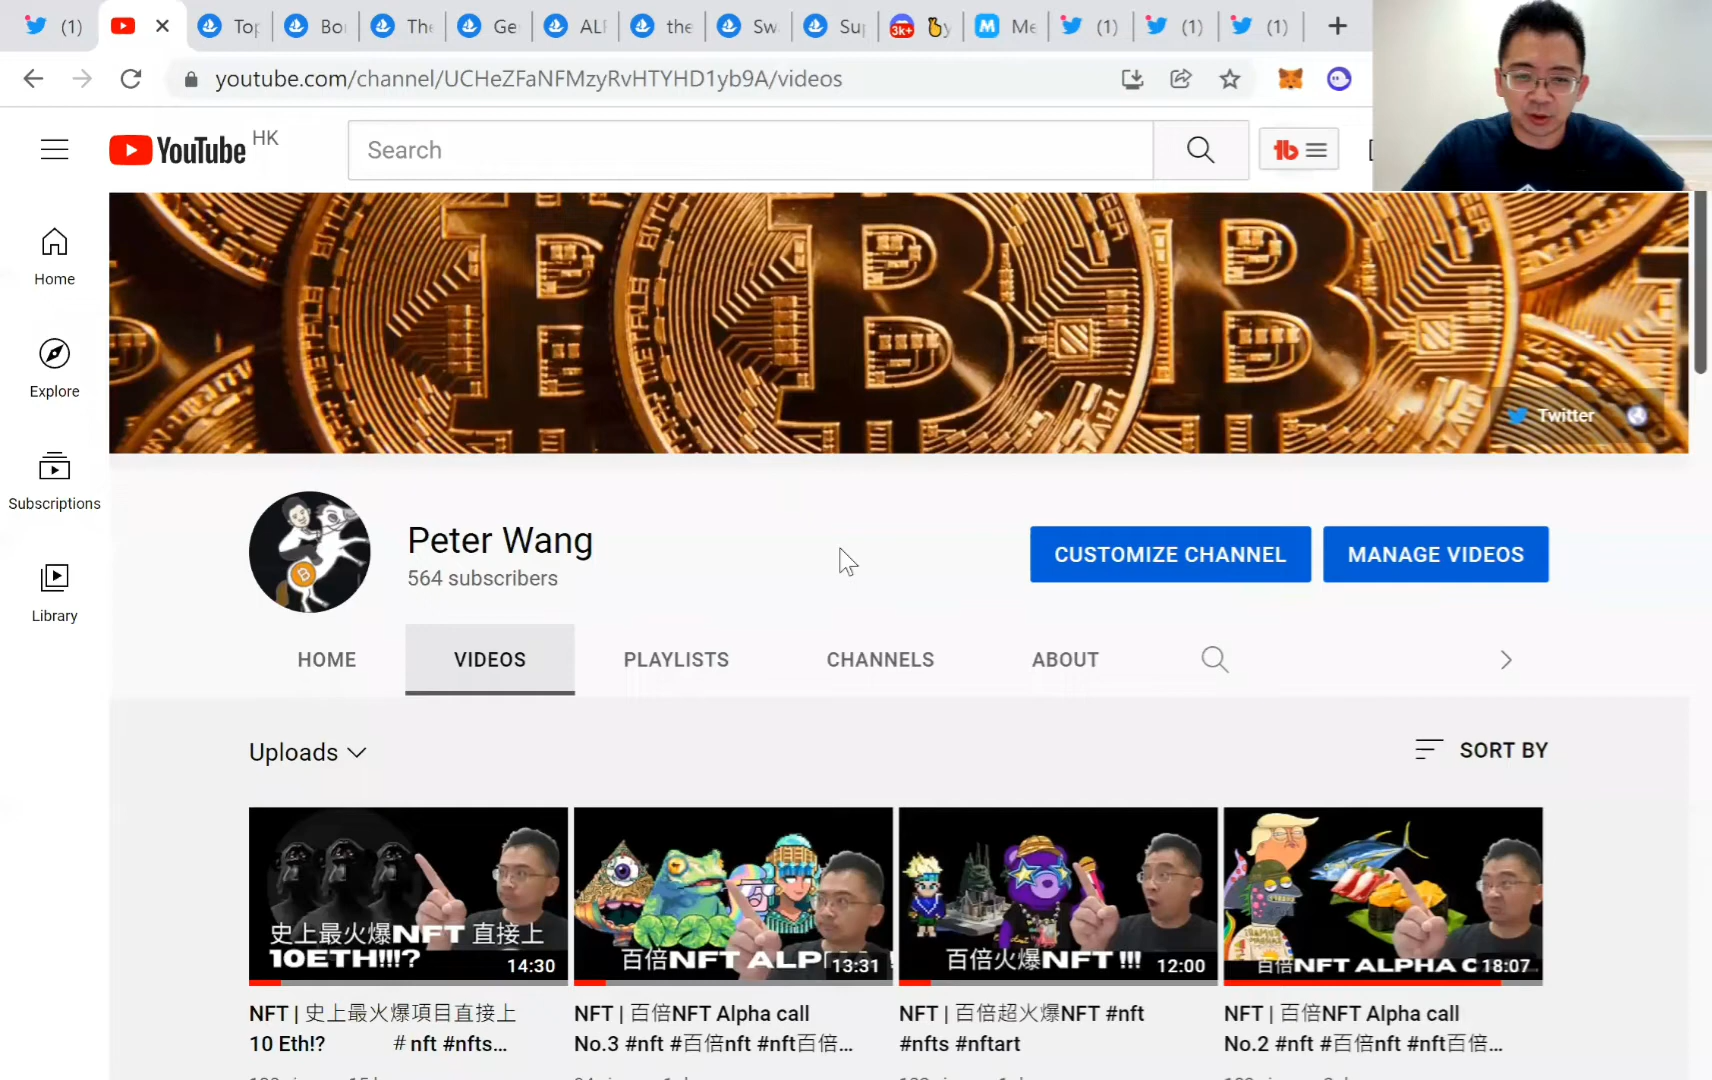 (1)
Top
Bo
The
Ge
the
Sw
Su
3k+
Me
(1)
(1)
(1)
youtube.com/channel/UCHeZFaNFMzyRvHTYHD1yb9A/videos
YouTube HK
Search
tb
Home
Explore
Subscriptions
Library
Twitter
Peter Wang
564 subscribers
CUSTOMIZE CHANNEL
MANAGE VIDEOS
HOME
VIDEOS
PLAYLISTS
CHANNELS
ABOUT
Uploads
SORT BY
史上最火爆NFT 直接上
10ETH!!!?
14:30
百倍NFT ALP
13:31
百倍火爆NFT !!!
12:00
百倍NFT ALPHA C
18:07
NFT | 史上最火爆項目直接上
10 Eth!? # nft #nfts...
NFT | 百倍NFT Alpha call
No.3 #nft #百倍nft #nft百倍...
NFT | 百倍超火爆NFT #nft
#nfts #nftart
NFT | 百倍NFT Alpha call
No.2 #nft #百倍nft #nft百倍...